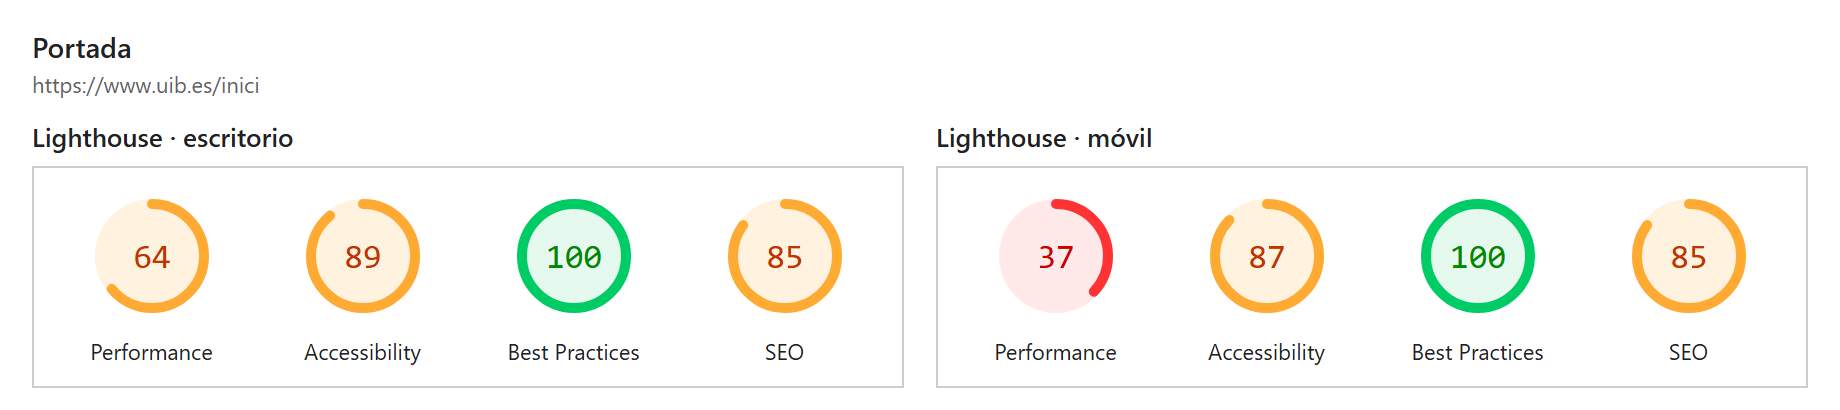 Portada
https://www.uib.es/inici
Lighthouse · escritorio
64 89 100 85
Performance Accessibility Best Practices SEO
Lighthouse · móvil
37 87 100 85
Performance Accessibility Best Practices SEO